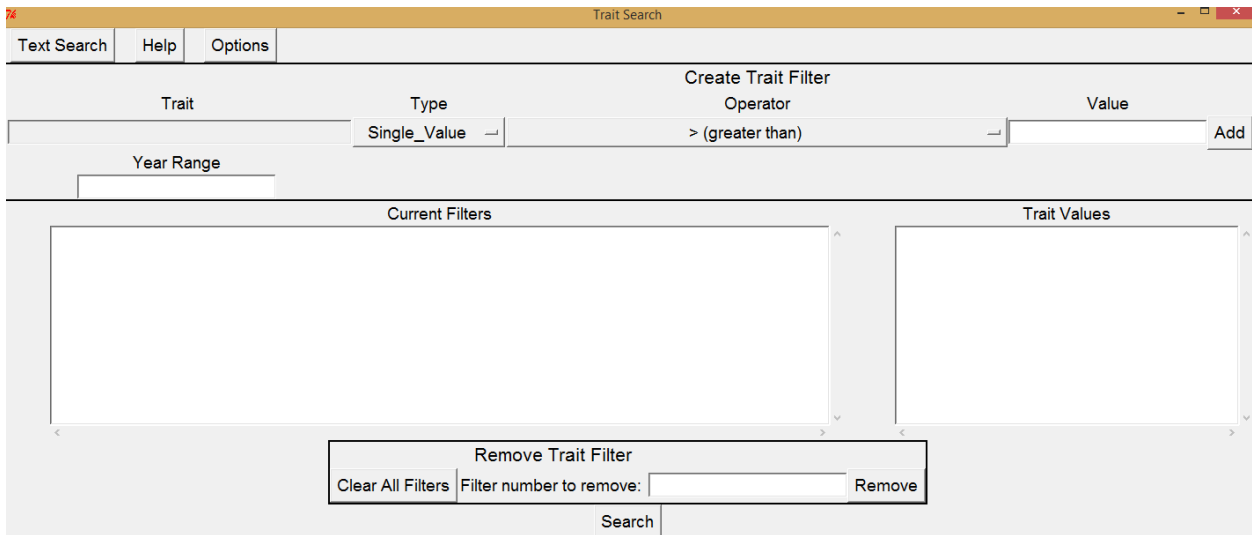 Trait Search
Text Search Help Options
Create Trait Filter
Trait Type Operator Value
Single_Value > (greater than) Add
Year Range
Current Filters Trait Values
Remove Trait Filter
Clear All Filters Filter number to remove: Remove
Search